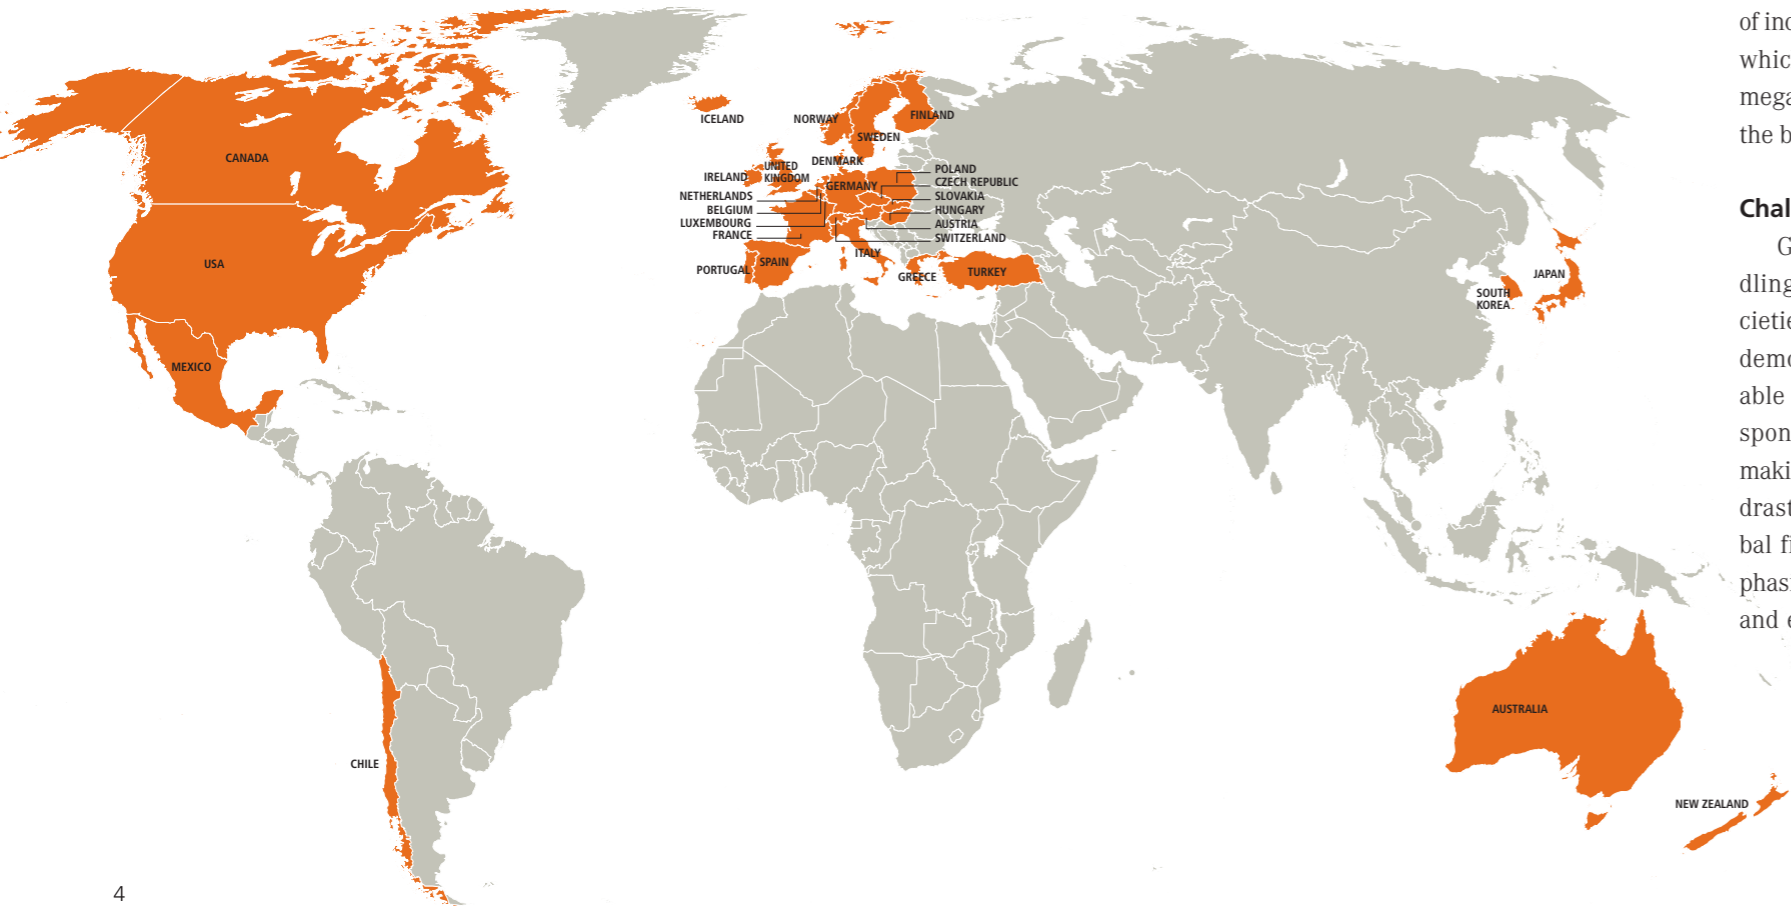 CANADA
USA
MEXICO
CHILE
ICELAND
NORWAY
SWEDEN
FINLAND
DENMARK
UNITED
KINGDOM
IRELAND
NETHERLANDS
BELGIUM
LUXEMBOURG
FRANCE
GERMANY
POLAND
CZECH REPUBLIC
SLOVAKIA
HUNGARY
AUSTRIA
SWITZERLAND
PORTUGAL
SPAIN
ITALY
GREECE
TURKEY
SOUTH
KOREA
JAPAN
AUSTRALIA
NEW ZEALAND
4
of inc
which
mega
the b
Chal
G
dling
cietie
demo
able
spon
maki
drast
bal fi
phas
and e